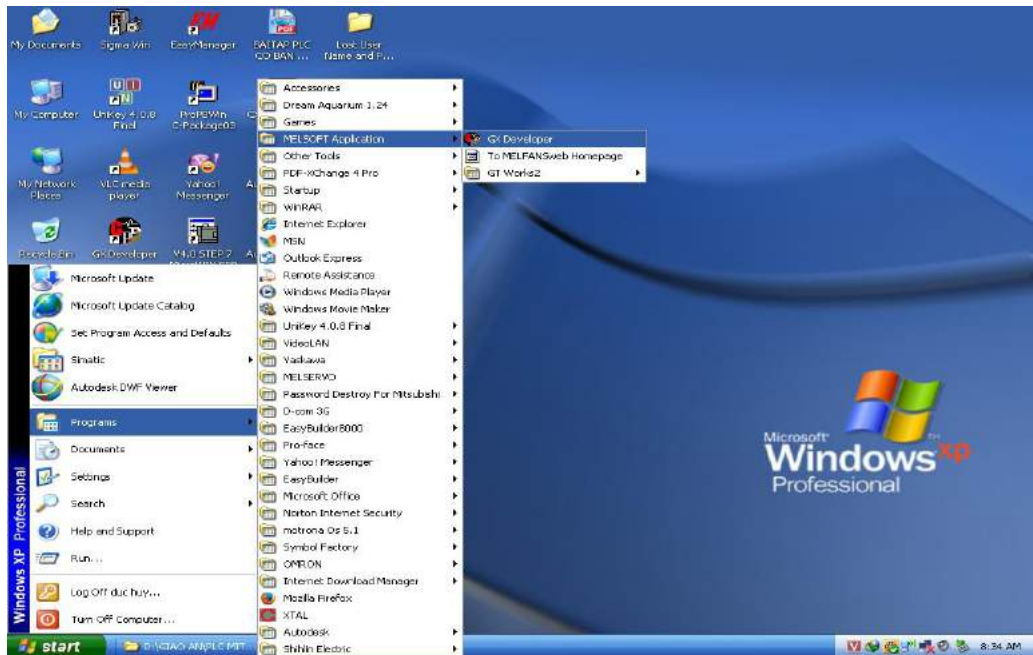 My Documents
Sigma Win
EasyManager
BAITAP PLC
CO BAN ...
Lost User
Name and P...
My Computer
UniKey 4.0.8
Final
ProPBWin
C-Package03
My Network
Places
VLC media
player
Yahoo!
Messenger
Recycle Bin
GX Developer
V4.0 STEP 7
Microsoft Update
Microsoft Update Catalog
Set Program Access and Defaults
Simatic
Autodesk DWF Viewer
Programs
Documents
Settings
Search
Help and Support
Run...
Log Off duc huy...
Turn Off Computer...
Windows XP Professional
Accessories
Dream Aquarium 1.24
Games
MELSOFT Application
Other Tools
PDF-XChange 4 Pro
Startup
WinRAR
Internet Explorer
MSN
Outlook Express
Remote Assistance
Windows Media Player
Windows Movie Maker
UniKey 4.0.8 Final
VideoLAN
Yaskawa
MELSERVO
Password Destroy For Mitsubishi
D-com 3G
EasyBuilder8000
Pro-face
Yahoo! Messenger
EasyBuilder
Microsoft Office
Norton Internet Security
motrona Os 5.1
Symbol Factory
OMRON
Internet Download Manager
Mozilla Firefox
XTAL
Autodesk
Shihlin Electric
GX Developer
To MELFANSweb Homepage
GT Works2
Microsoft
Windows xp
Professional
start
D:\GIAO AN\PLC MIT...
8:34 AM